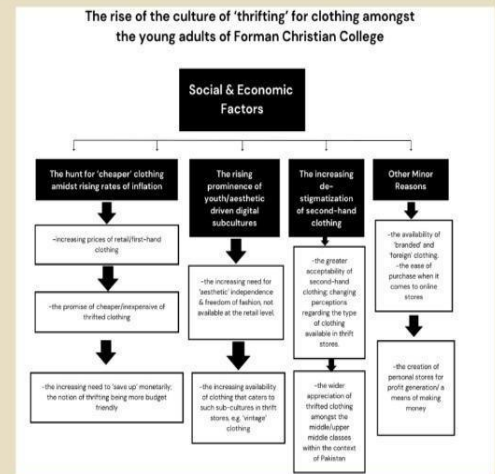 The rise of the culture of 'thrifting' for clothing amongst
the young adults of Forman Christian College
Social & Economic
Factors
The hunt for 'cheaper' clothing
amidst rising rates of inflation
-increasing prices of retail/first-hand
clothing
-the promise of cheaper/inexpensive of
thrifted clothing
-the increasing need to 'save up' monetarily;
the notion of thrifting being more budget
friendly
The rising
prominence of
youth/aesthetic
driven digital
subcultures
-the increasing need for
'aesthetic' independence
& freedom of fashion, not
available at the retail level.
-the increasing availability
of clothing that caters to
such sub-cultures in thrift
stores, e.g. 'vintage'
clothing
The increasing
de-
stigmatization
of second-hand
clothing
-the greater
acceptability of
second-hand
clothing; changing
perceptions
regarding the type
of clothing
available in thrift
stores.
-the wider
appreciation of
thrifted clothing
amongst the
middle/upper
middle classes
within the context
of Pakistan
Other Minor
Reasons
-the availability of
'branded' and
'foreign' clothing.
-the ease of
purchase when it
comes to online
stores
-the creation of
personal stores for
profit generation/ a
means of making
money